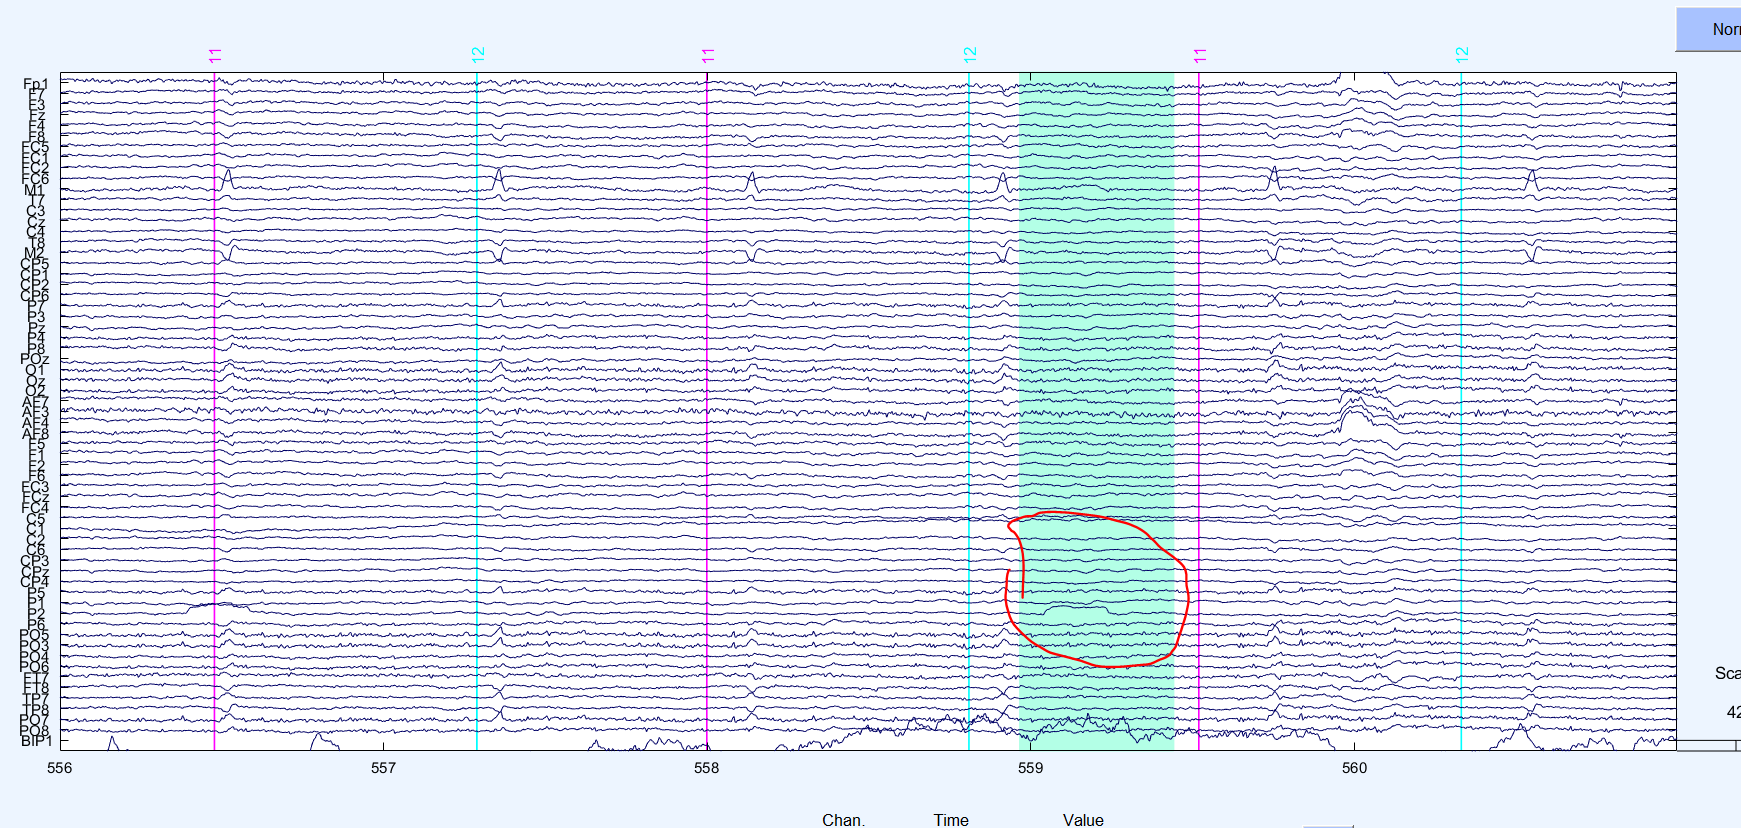 Norr
11 12 11 12 11 12
Fp1
F7
F3
Fz
F4
F8
FC5
FC1
FC2
FC6
M1
T7
C3
Cz
C4
T8
M2
CP5
CP1
CP2
CP6
P7
P3
Pz
P4
P8
POz
O1
Oz
O2
AF7
AF3
AF4
AF8
F5
F1
F2
F6
FC3
FCz
FC4
C5
C1
C2
C6
CP3
CPz
CP4
P5
P1
P2
P6
PO5
PO3
PO4
PO6
FT7
FT8
TP7
TP8
PO7
PO8
BIP1
Sca
42
556 557 558 559 560
Chan. Time Value